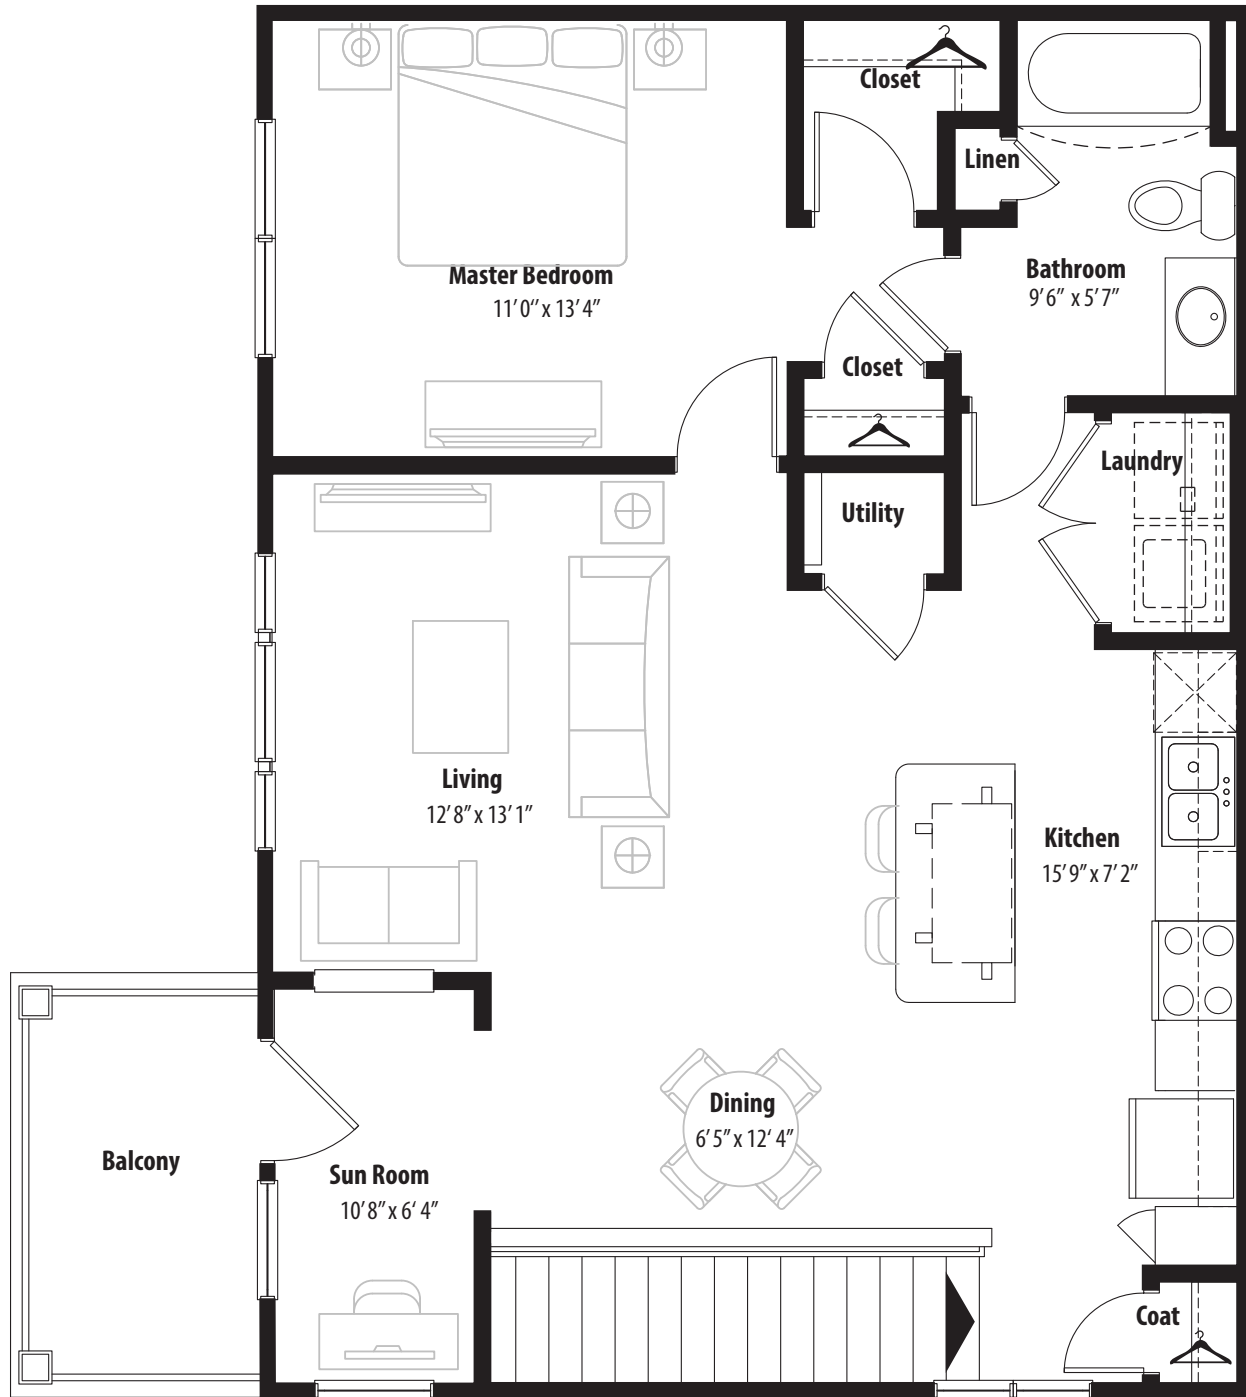 Closet
Linen
Master Bedroom
11’0” x 13’4”
Bathroom
9’6” x 5’7”
Closet
Laundry
Utility
Living
12’8” x 13’1”
Kitchen
15’9” x 7’2”
Dining
6’5” x 12‘4”
Balcony
Sun Room
10’8” x 6‘4”
Coat